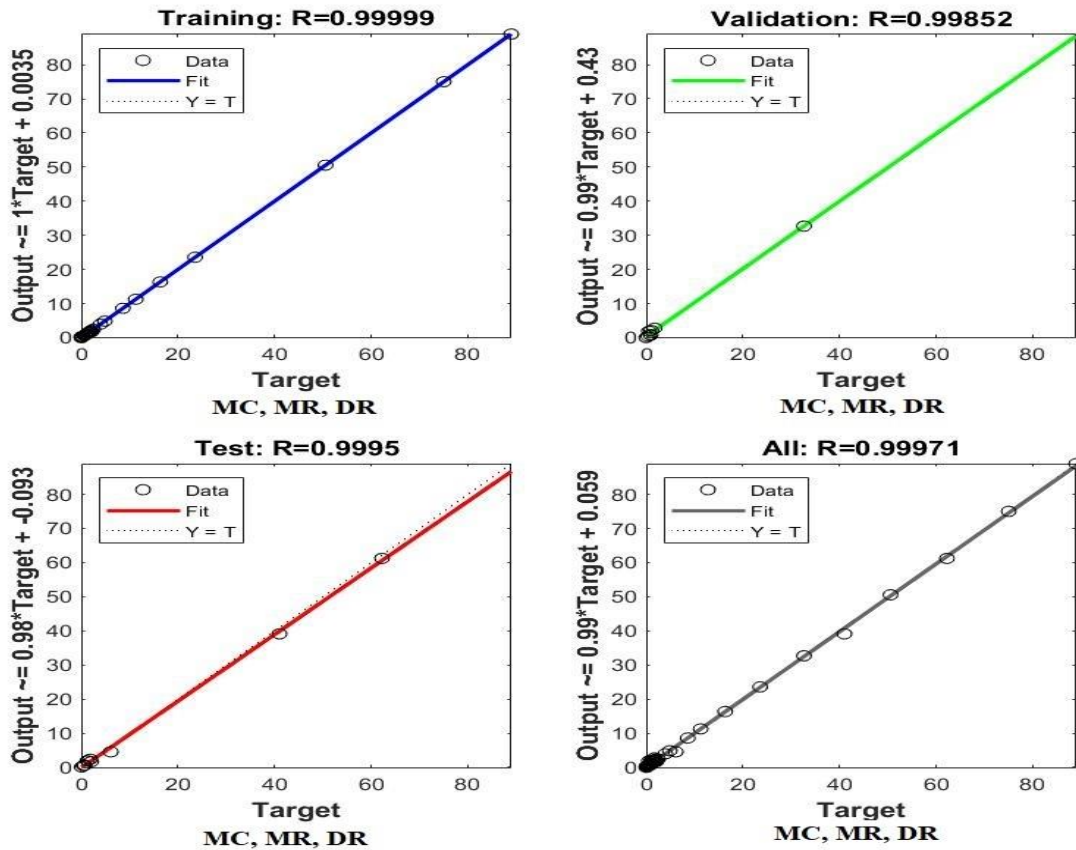 Training: R=0.99999
Output ~= 1*Target + 0.0035
Data
Fit
Y = T
80
70
60
50
40
30
20
10
0
0 20 40 60 80
Target
MC, MR, DR
Validation: R=0.99852
Output ~= 0.99*Target + 0.43
Data
Fit
Y = T
80
70
60
50
40
30
20
10
0
0 20 40 60 80
Target
MC, MR, DR
Test: R=0.9995
Output ~= 0.98*Target + -0.093
Data
Fit
Y = T
80
70
60
50
40
30
20
10
0
0 20 40 60 80
Target
MC, MR, DR
All: R=0.99971
Output ~= 0.99*Target + 0.059
Data
Fit
Y = T
80
70
60
50
40
30
20
10
0
0 20 40 60 80
Target
MC, MR, DR